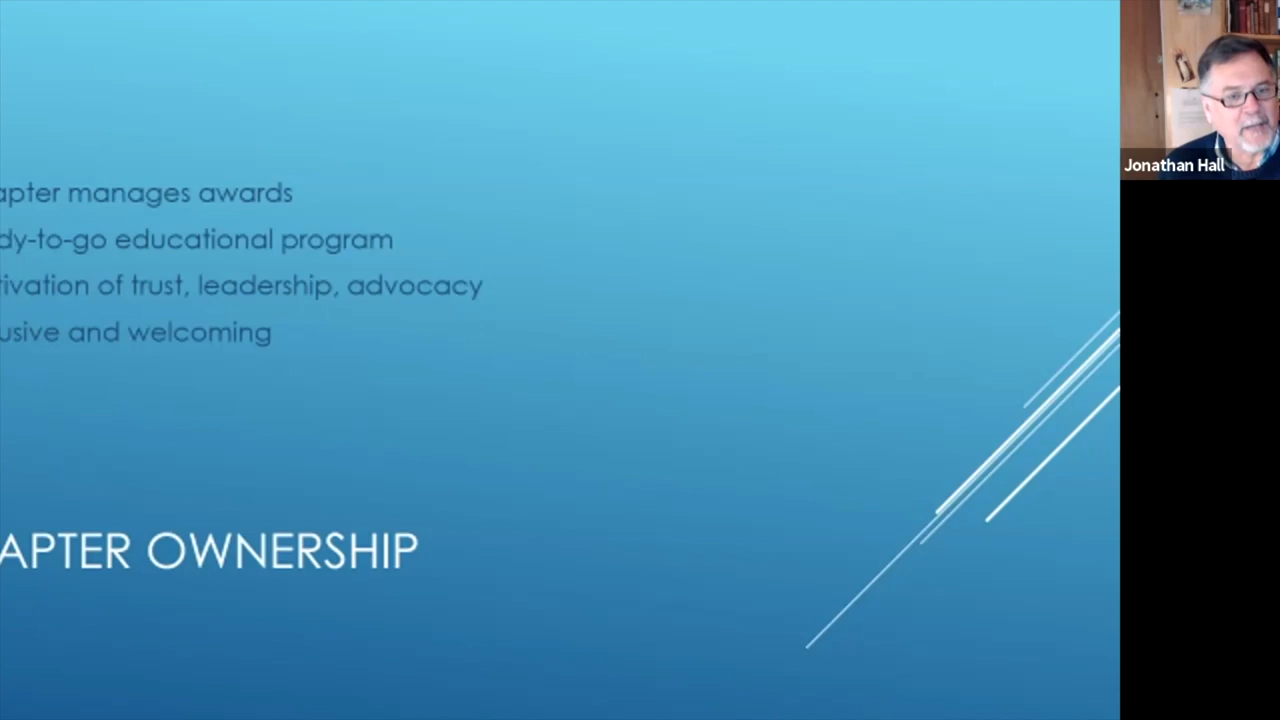 apter manages awards
dy-to-go educational program
tivation of trust, leadership, advocacy
usive and welcoming
APTER OWNERSHIP
Jonathan Hall